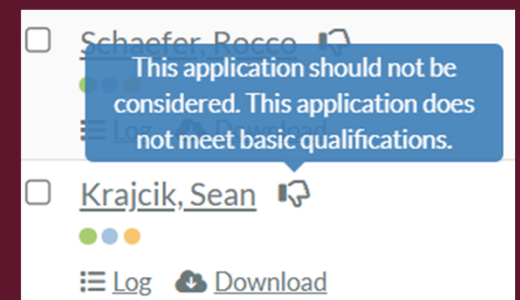 Schaefer, Rocco
This application should not be
considered. This application does
not meet basic qualifications.
Log Download
Krajcik, Sean
Log Download